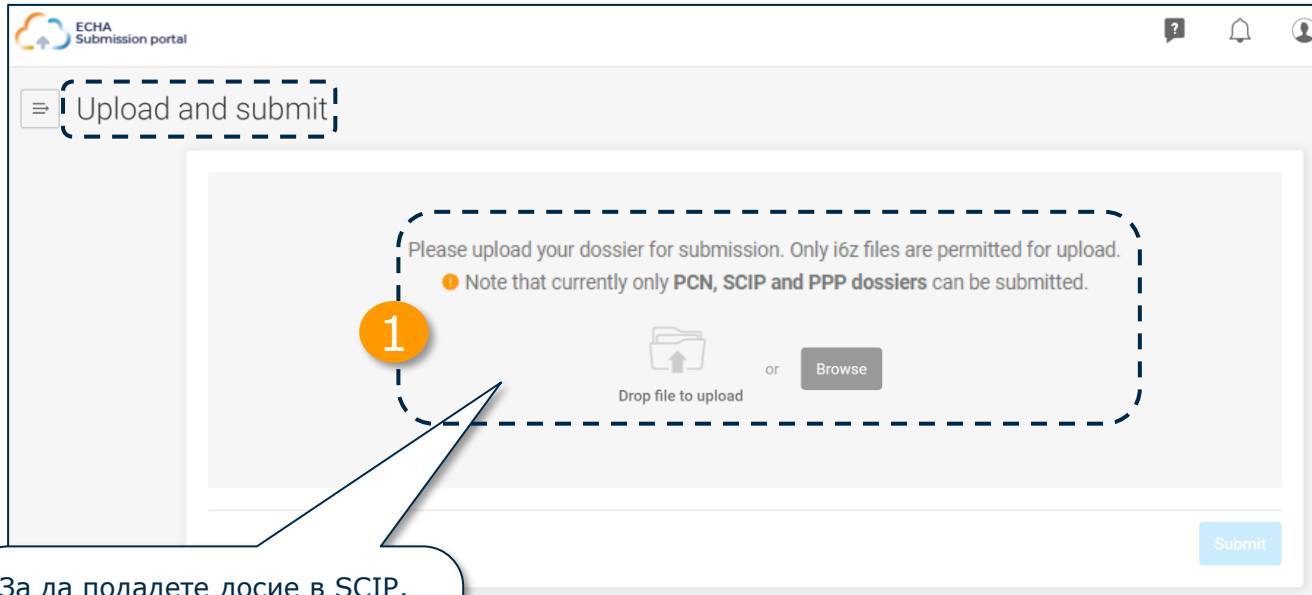 ECHA
Submission portal
?
Upload and submit
Please upload your dossier for submission. Only i6z files are permitted for upload.
! Note that currently only PCN, SCIP and PPP dossiers can be submitted.
1
or
Browse
Drop file to upload
Submit
За да подадете досие в SCIP,